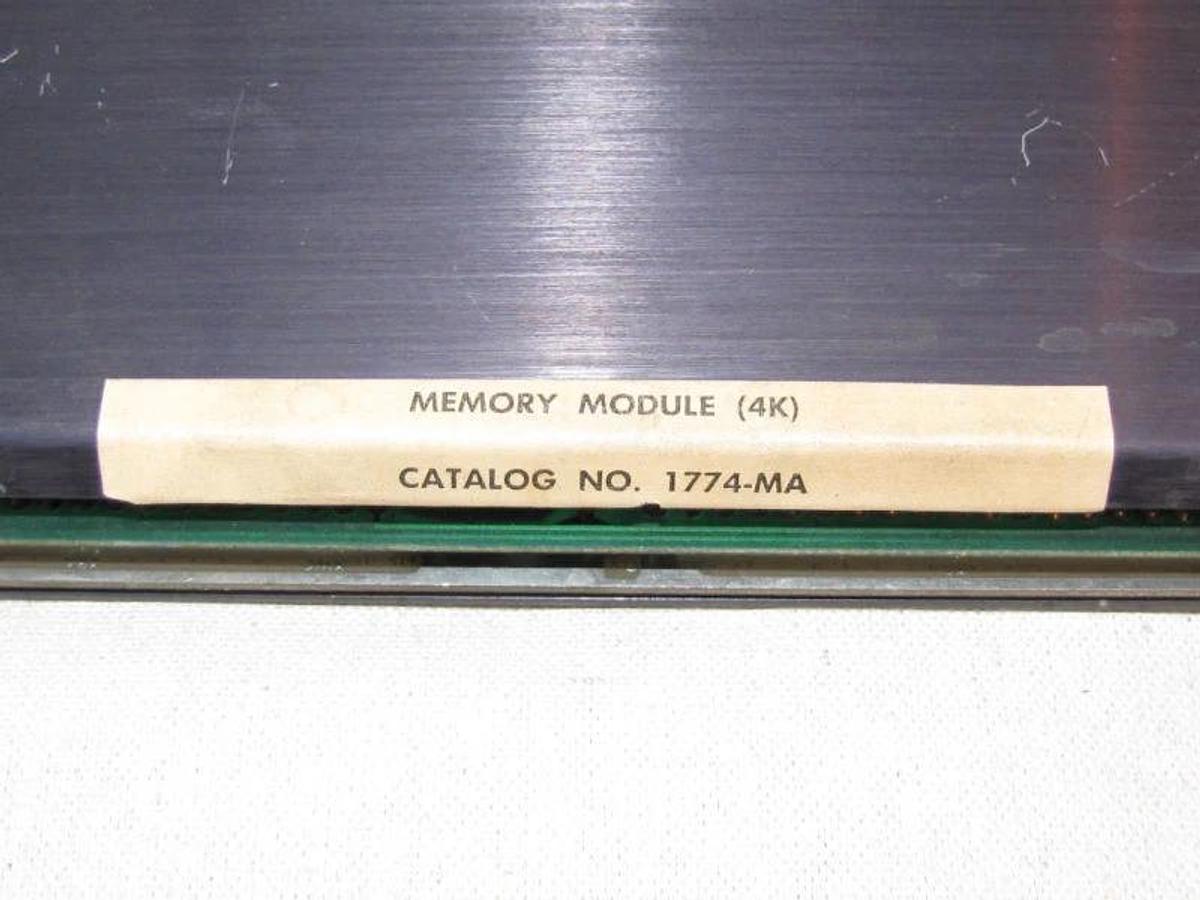 MEMORY MODULE (4K)
CATALOG NO. 1774-MA